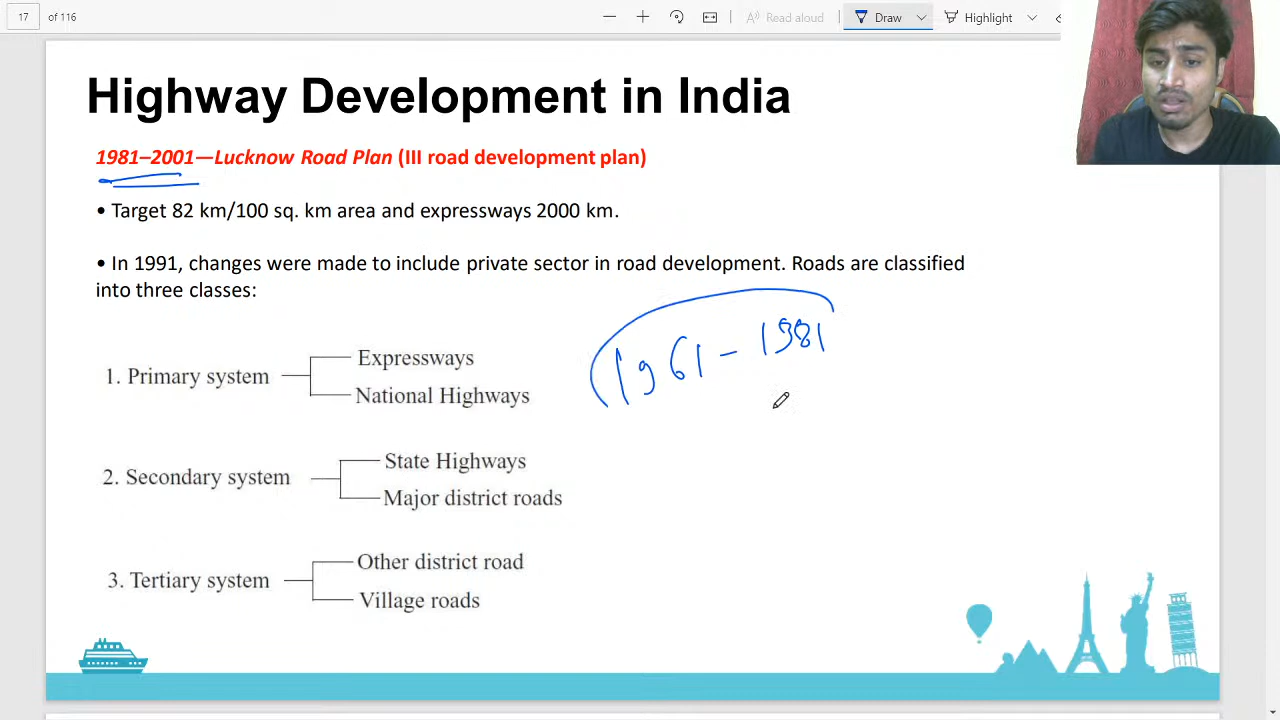 17 of 116
Read aloud
Draw
Highlight
Highway Development in India
1981–2001—Lucknow Road Plan (III road development plan)
• Target 82 km/100 sq. km area and expressways 2000 km.
• In 1991, changes were made to include private sector in road development. Roads are classified
into three classes:
1961 - 1981
1. Primary system
Expressways
National Highways
2. Secondary system
State Highways
Major district roads
3. Tertiary system
Other district road
Village roads